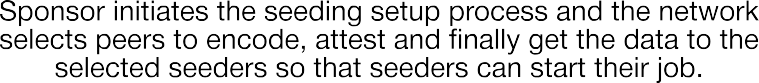 Sponsor initiates the seeding setup process and the network
selects peers to encode, attest and finally get the data to the
selected seeders so that seeders can start their job.